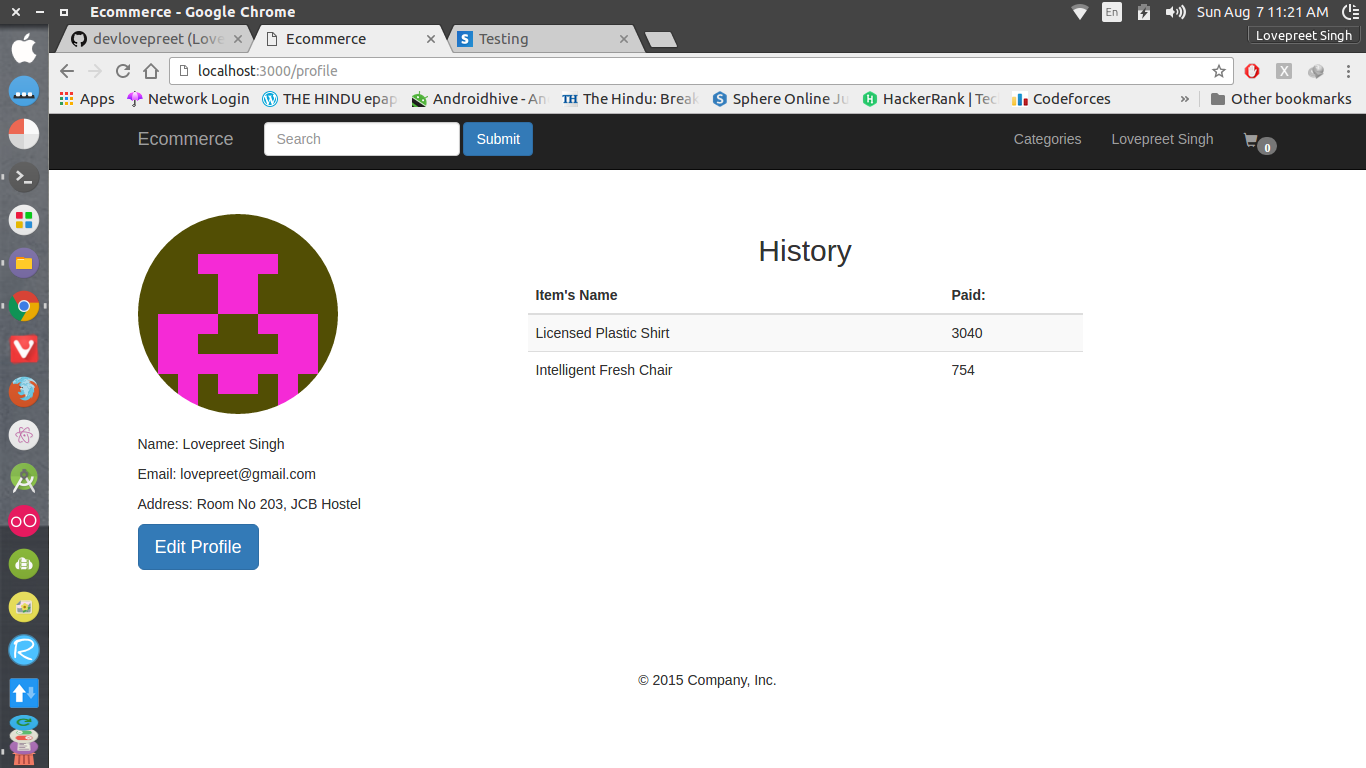 Ecommerce - Google Chrome
En
Sun Aug 7 11:21 AM
devlovepreet (Love
Ecommerce
Testing
Lovepreet Singh
localhost:3000/profile
Apps
Network Login
THE HINDU epap
Androidhive - An
The Hindu: Break
Sphere Online Ju
HackerRank | Tec
Codeforces
»
Other bookmarks
Ecommerce
Search
Submit
Categories
Lovepreet Singh
0
History
Item's Name Paid:
Licensed Plastic Shirt 3040
Intelligent Fresh Chair 754
Name: Lovepreet Singh
Email: lovepreet@gmail.com
Address: Room No 203, JCB Hostel
Edit Profile
© 2015 Company, Inc.